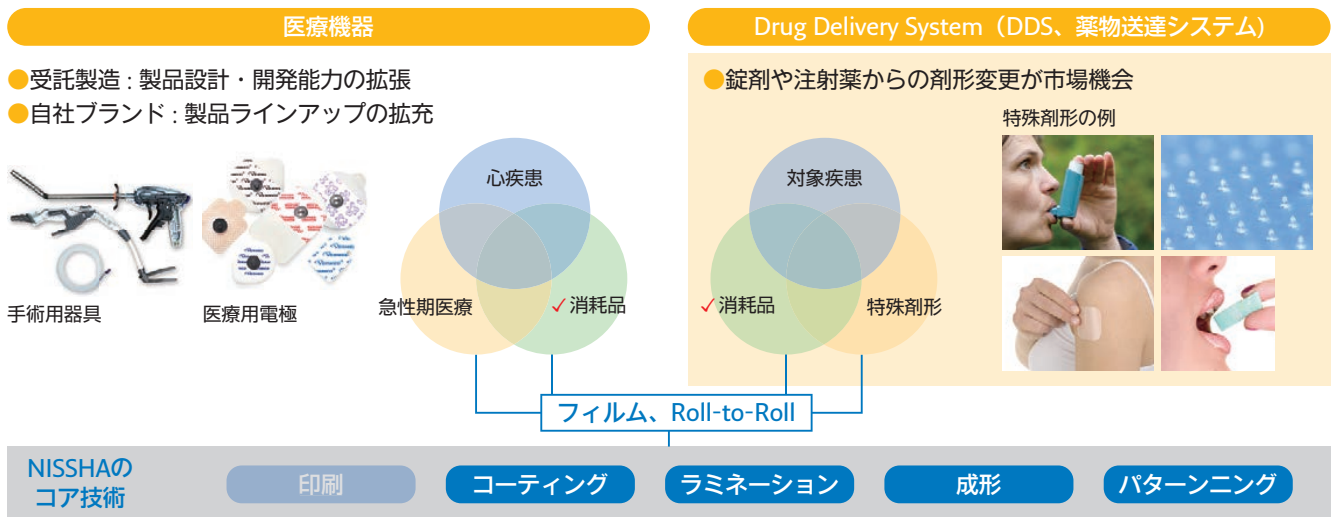 医療機器
●受託製造 : 製品設計・開発能力の拡張
●自社ブランド : 製品ラインアップの拡充
手術用器具
医療用電極
心疾患
急性期医療
✓消耗品
Drug Delivery System（DDS、薬物送達システム)
●錠剤や注射薬からの剤形変更が市場機会
特殊剤形の例
対象疾患
✓消耗品
特殊剤形
フィルム、Roll-to-Roll
NISSHAの
コア技術
印刷
コーティング
ラミネーション
成形
パターンニング